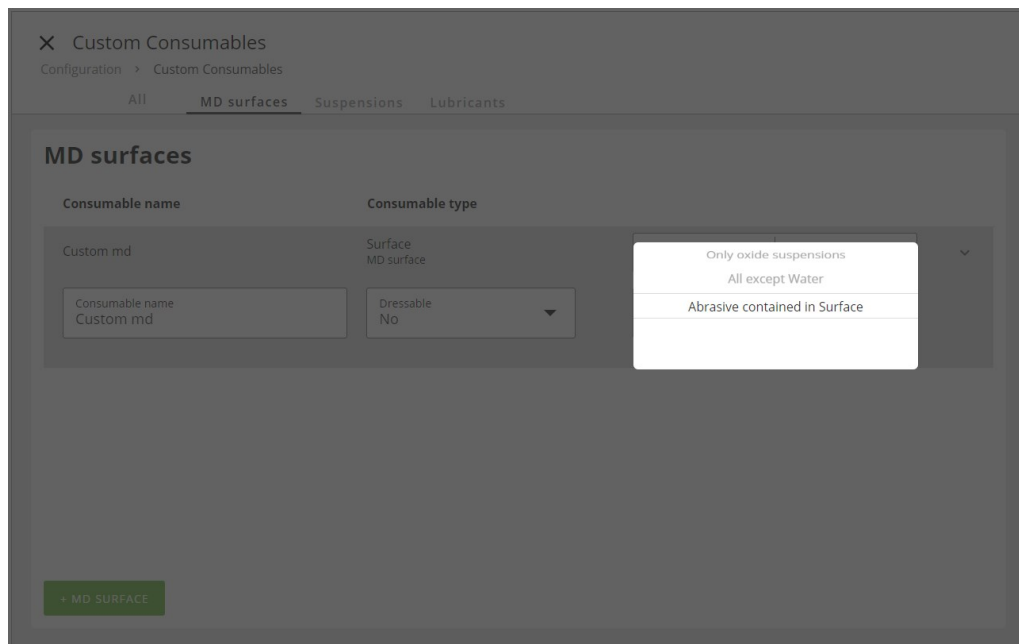 Custom Consumables
Configuration > Custom Consumables
All MD surfaces Suspensions Lubricants
MD surfaces
Consumable name Consumable type
Custom md Surface
MD surface
Only oxide suspensions
All except Water
Abrasive contained in Surface
Consumable name Dressable
Custom md No
+ MD SURFACE